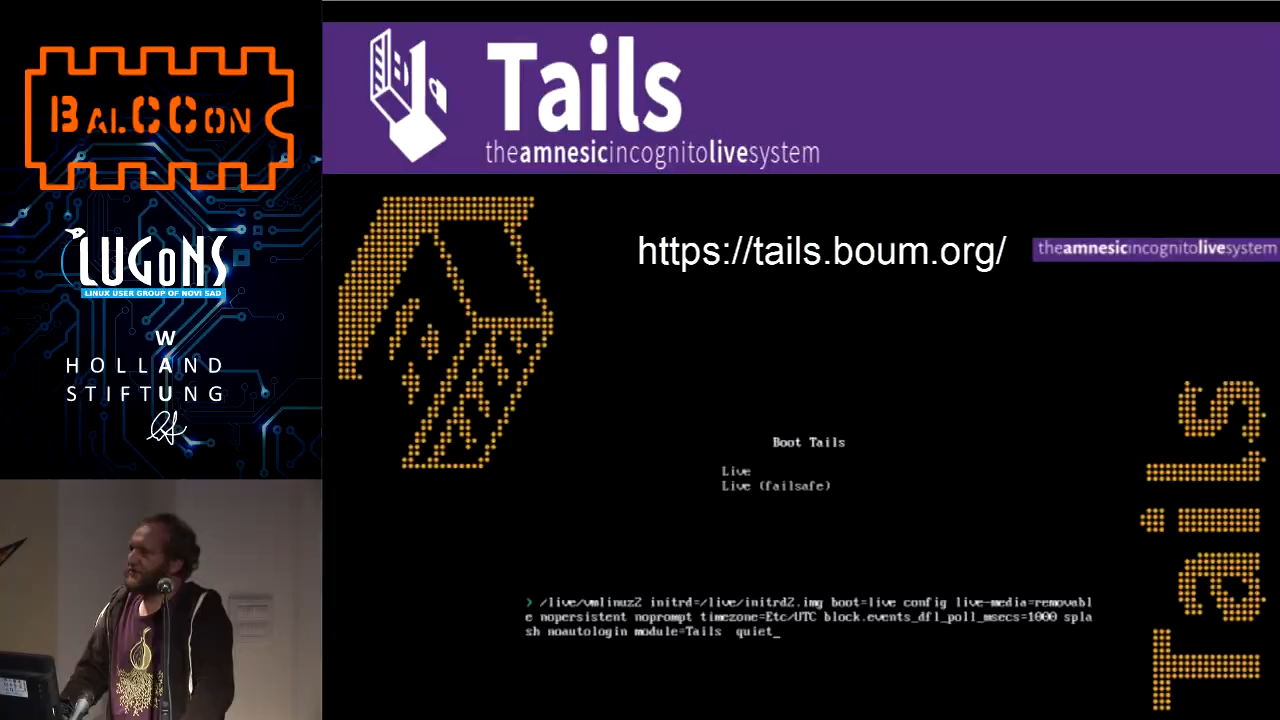 BALCCON
LUGONS
LINUX USER GROUP OF NOVI SAD
W
HOLLAND
STIFTUNG
Tails
theamnesicincognitolivesystem
https://tails.boum.org/
theamnesicincognitolivesystem
Boot Tails
Live
Live (failsafe)
> /live/vmlinuz2 initrd=/live/initrd2.img boot=live config live-media=removabl
e nopersistent noprompt timezone=Etc/UTC block.events_dfl_poll_msecs=1000 spla
sh noautologin module=Tails  quiet_
Tails